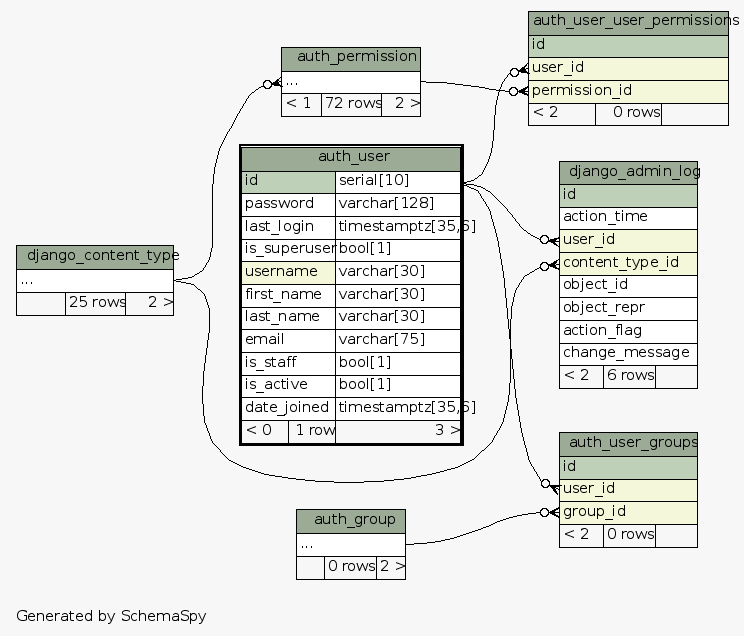 auth_user_user_permissions
id
user_id
permission_id
< 2 0 rows
auth_permission
...
< 1 72 rows 2 >
auth_user
id serial[10]
password varchar[128]
last_login timestamptz[35,6]
is_superuser bool[1]
username varchar[30]
first_name varchar[30]
last_name varchar[30]
email varchar[75]
is_staff bool[1]
is_active bool[1]
date_joined timestamptz[35,6]
< 0 1 row 3 >
django_admin_log
id
action_time
user_id
content_type_id
object_id
object_repr
action_flag
change_message
< 2 6 rows
django_content_type
...
25 rows 2 >
auth_user_groups
id
user_id
group_id
< 2 0 rows
auth_group
...
0 rows 2 >
Generated by SchemaSpy